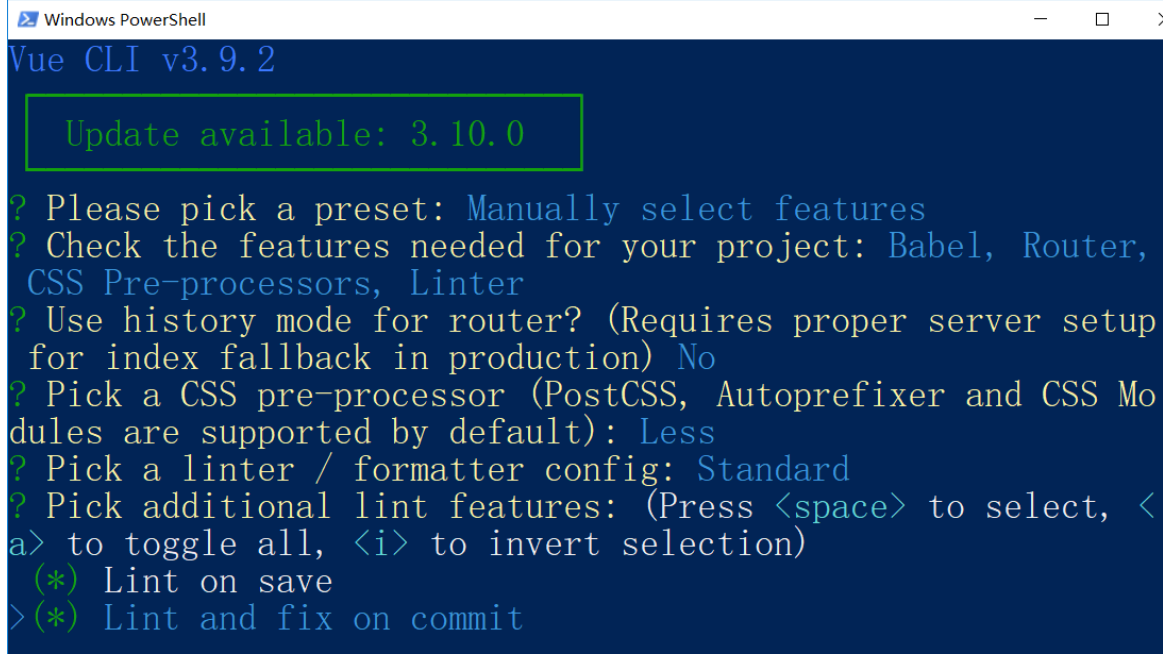 Windows PowerShell
Vue CLI v3.9.2
Update available: 3.10.0
? Please pick a preset: Manually select features
? Check the features needed for your project: Babel, Router,
CSS Pre-processors, Linter
? Use history mode for router? (Requires proper server setup
for index fallback in production) No
? Pick a CSS pre-processor (PostCSS, Autoprefixer and CSS Mo
dules are supported by default): Less
? Pick a linter / formatter config: Standard
? Pick additional lint features: (Press <space> to select, <
a> to toggle all, <i> to invert selection)
(*) Lint on save
>(*) Lint and fix on commit